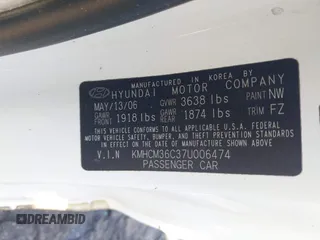 MANUFACTURED IN KOREA BY
HYUNDAI MOTOR COMPANY
MAY/13/06 GVWR 3638 lbs PAINT NW
GAWR FRONT 1918 lbs GAWR REAR 1874 lbs TRIM FZ
THIS VEHICLE CONFORMS TO ALL APPLICABLE U.S. FEDERAL MOTOR
VEHICLE SAFETY, BUMPER, AND THEFT PREVENTION STANDARDS IN
EFFECT ON THE DATE OF MANUFACTURE SHOWN ABOVE.
V.I.N KMHCM36C37U006474
PASSENGER CAR
DREAMBID